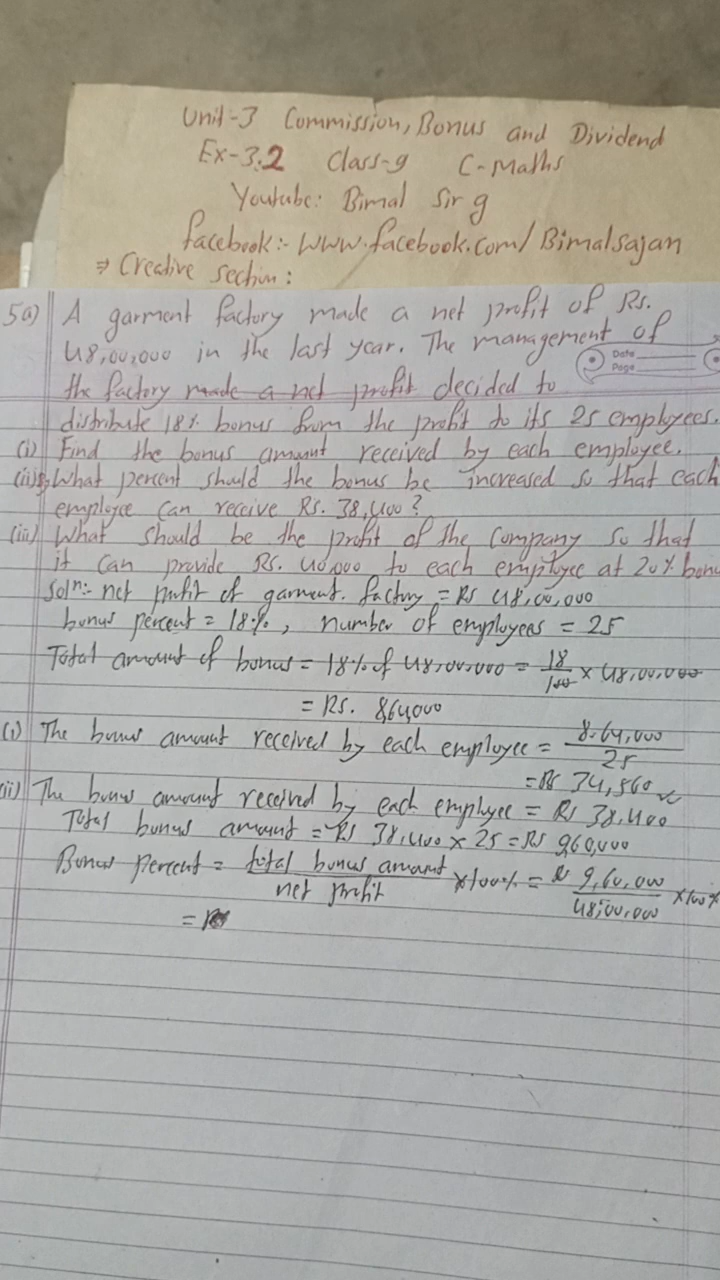 Unit-3 Commission, Bonus and Dividend
Ex-3.2 Class-9 C-Maths
Youtube: Bimal Sir g
facebook:- www.facebook.com/Bimalsajan
⇒ Creative section:
5a) A garment factory made a net profit of Rs.
48,00,000 in the last year. The management of
Date
Page
the factory made a net profit decided to
distribute 18% bonus from the profit to its 25 employees.
(i) Find the bonus amount received by each employee.
(ii) What percent should the bonus be increased so that each
employee can receive Rs. 38,400?
(iii) What should be the profit of the company so that
it can provide Rs. 40,000 to each employee at 20% bonu
Solⁿ:- net profit of garment. factory = Rs 48,00,000
bonus percent = 18%, number of employees = 25
Total amount of bonus = 18% of 48,00,000 = 18/100 × 48,00,000
= Rs. 864000
(i) The bonus amount received by each employee = 8,64,000/25
= Rs 34,560
(ii) The bonus amount received by each employee = Rs 38,400
Total bonus amount = Rs 38,400 × 25 = Rs 960,000
Bonus percent = total bonus amount/net profit ×100% = Rs 9,60,000/48,00,000 ×100%
=